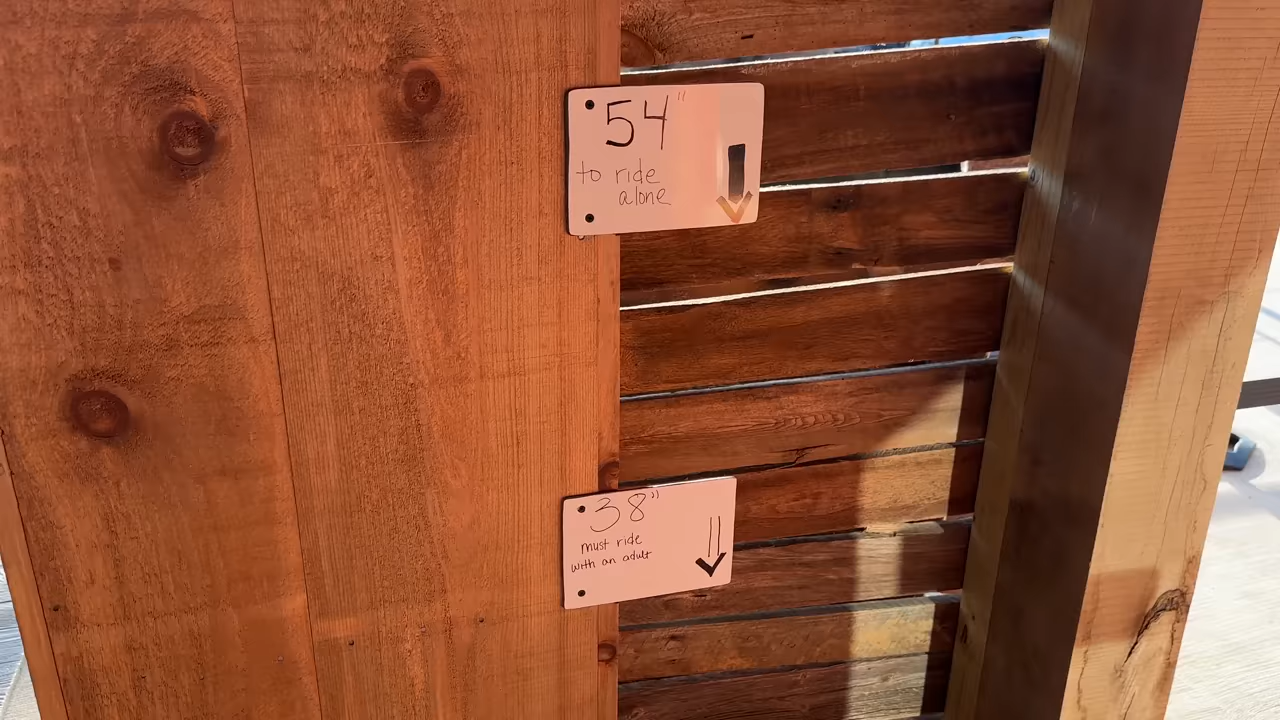 54"
to ride
alone
38"
must ride
with an adult